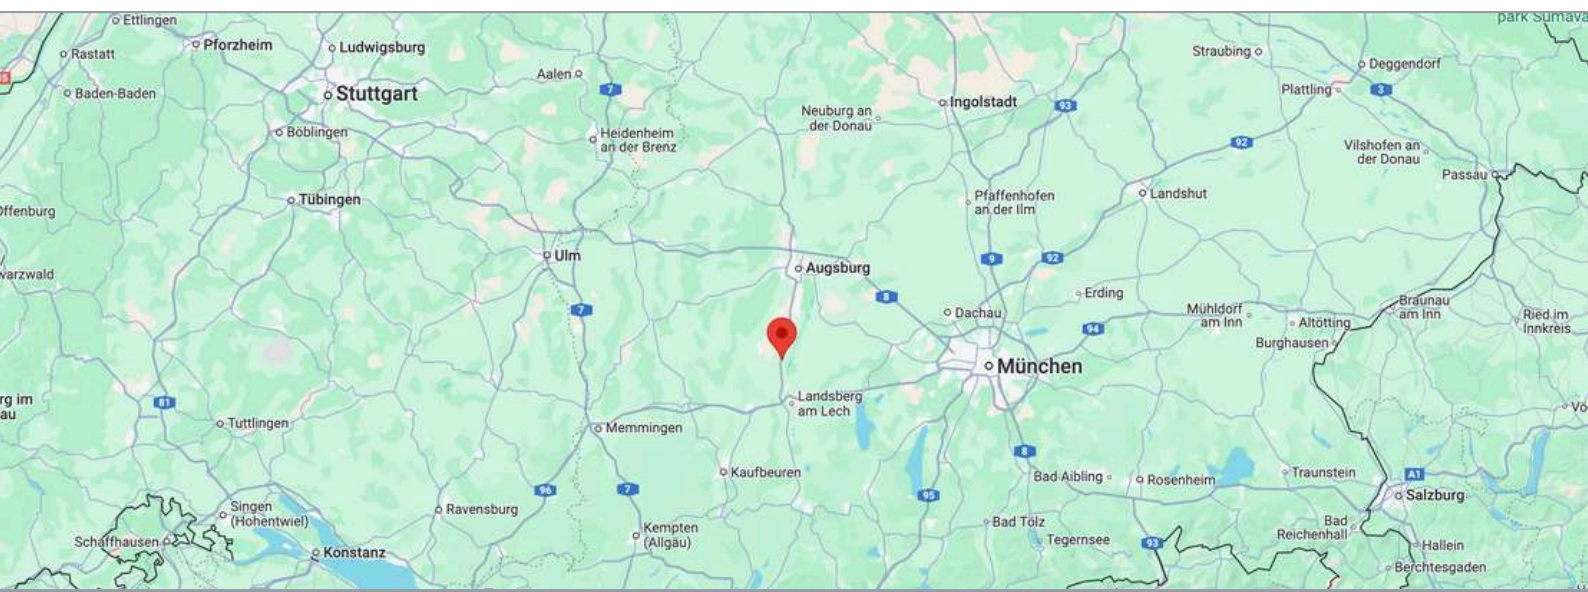 park Šumava
Ettlingen
Pforzheim
Ludwigsburg
Rastatt
Straubing
Deggendorf
Aalen
Baden-Baden
Stuttgart
7
Ingolstadt
93
Plattling
3
Neuburg an
der Donau
Böblingen
Heidenheim
an der Brenz
92
Vilshofen an
der Donau
Passau
Tübingen
Pfaffenhofen
an der Ilm
Landshut
Offenburg
Ulm
9
92
Augsburg
warzwald
8
Erding
Braunau
am Inn
7
Dachau
94
Mühldorf
am Inn
Altötting
Ried im
Innkreis
Burghausen
München
rg im
au
81
Landsberg
am Lech
Vö
Tuttlingen
Memmingen
8
Kaufbeuren
Bad Aibling
Rosenheim
Traunstein
A1
96
7
95
Salzburg
Singen
(Hohentwiel)
Ravensburg
Kempten
(Allgäu)
Bad Tölz
Bad
Reichenhall
Schaffhausen
Konstanz
Tegernsee
93
Hallein
Berchtesgaden